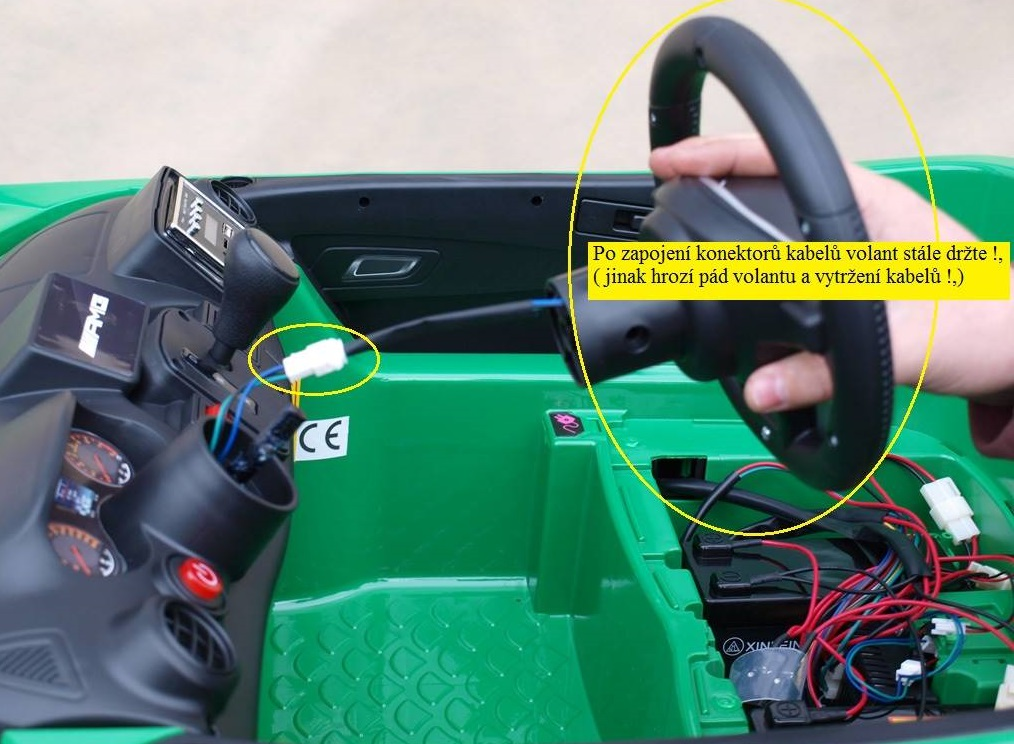 AMG
Po zapojení konektorů kabelů volant stále držte !,
( jinak hrozí pád volantu a vytržení kabelů !,)
CE